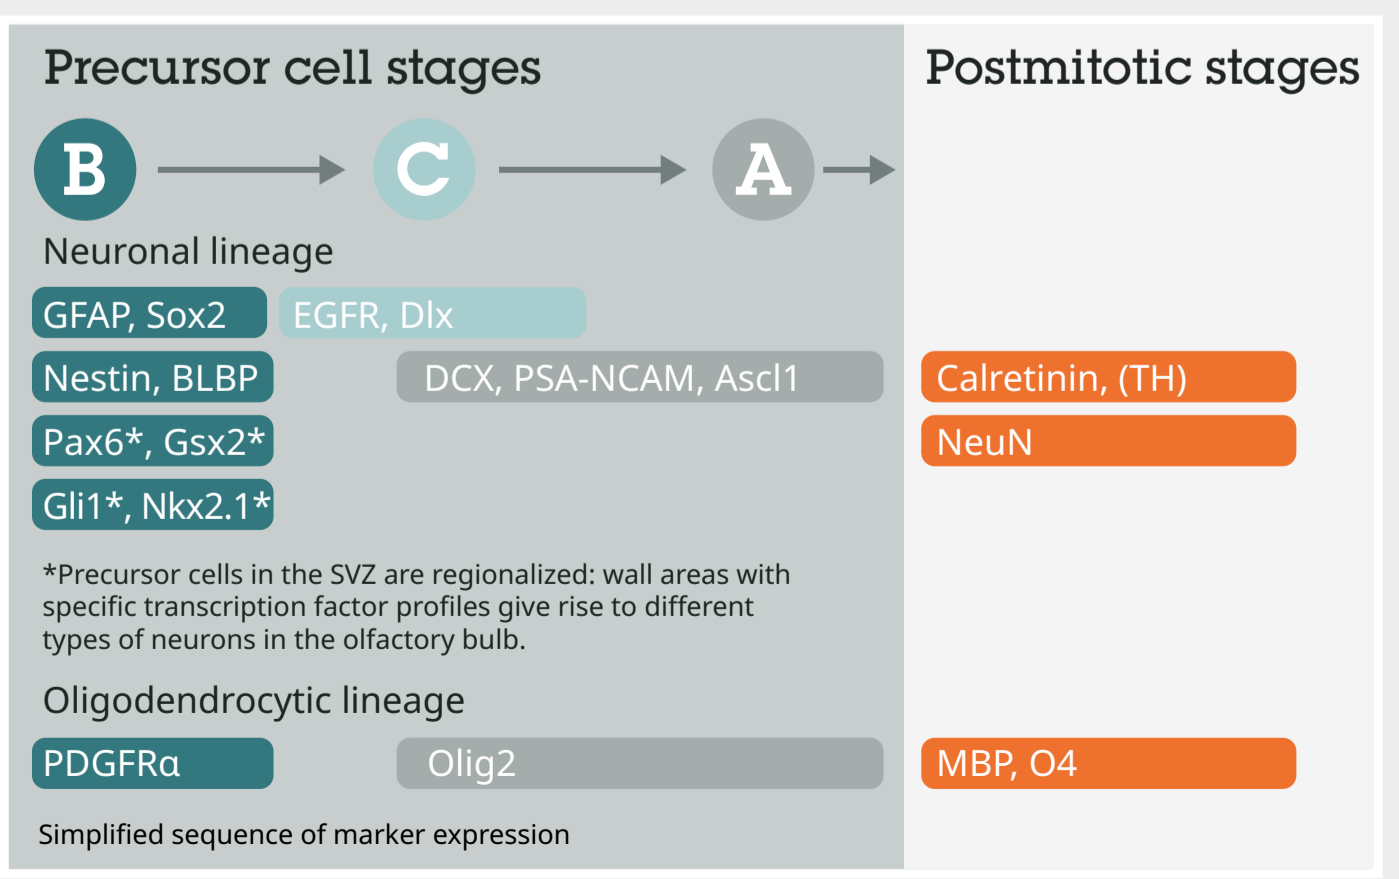 Precursor cell stages
Postmitotic stages
B
C
A
Neuronal lineage
GFAP, Sox2
EGFR, Dlx
Nestin, BLBP
DCX, PSA-NCAM, Ascl1
Calretinin, (TH)
Pax6*, Gsx2*
NeuN
Gli1*, Nkx2.1*
*Precursor cells in the SVZ are regionalized: wall areas with
specific transcription factor profiles give rise to different
types of neurons in the olfactory bulb.
Oligodendrocytic lineage
PDGFRα
Olig2
MBP, O4
Simplified sequence of marker expression